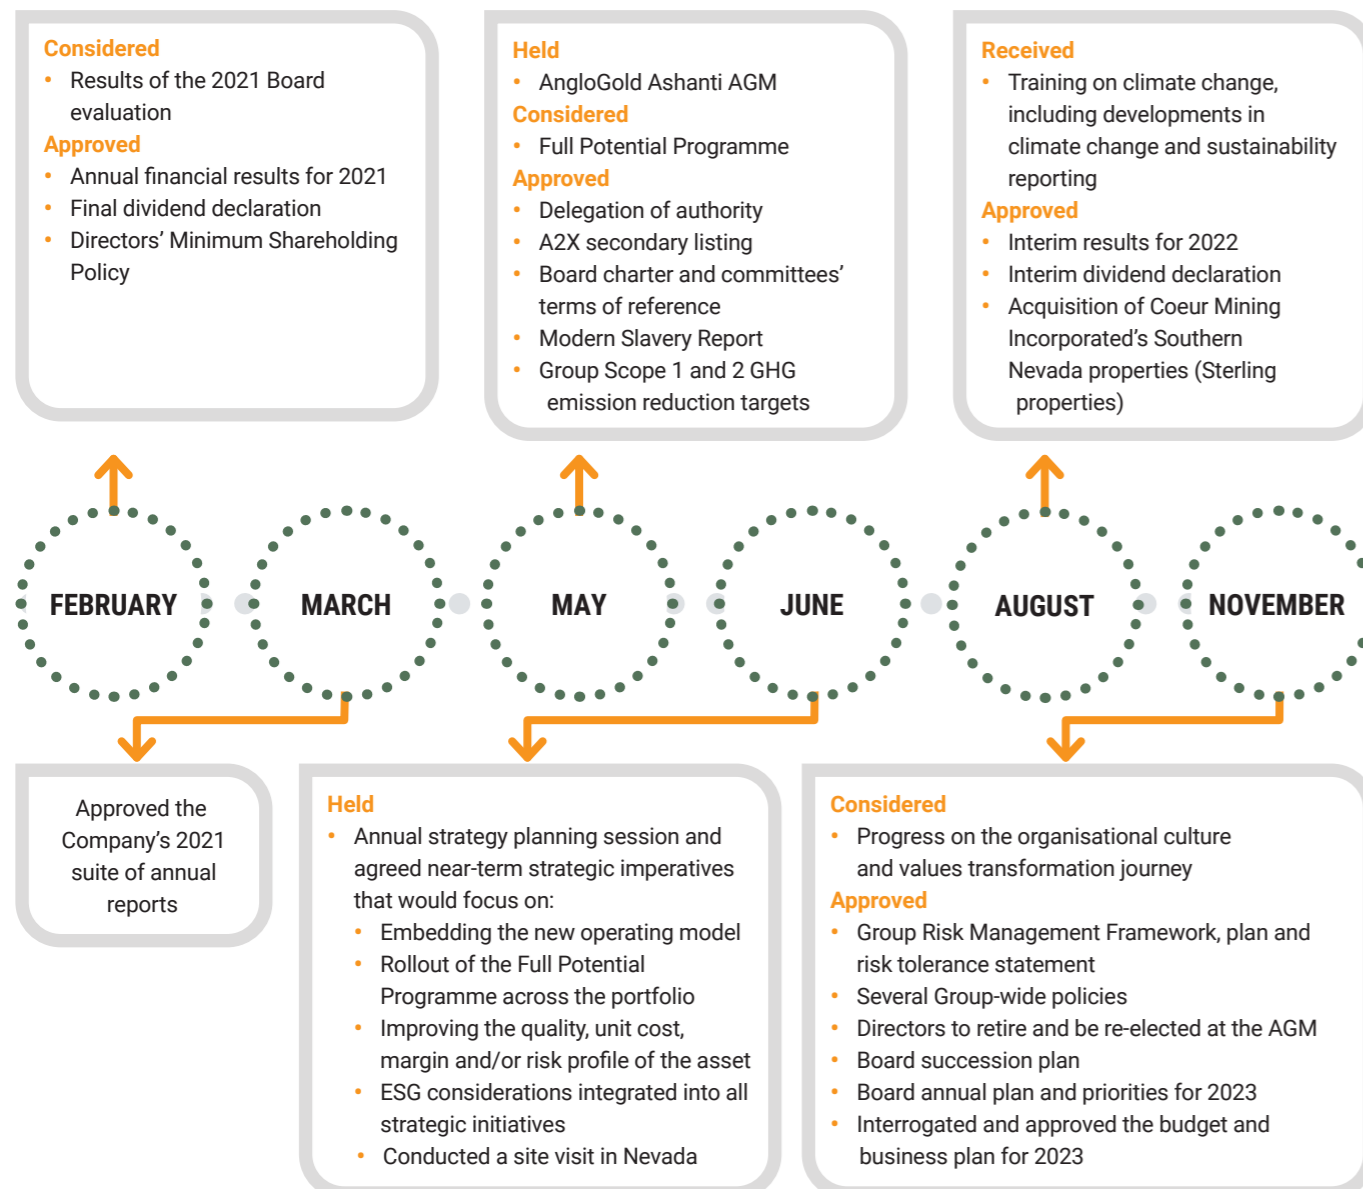 Considered
• Results of the 2021 Board
evaluation
Approved
• Annual financial results for 2021
• Final dividend declaration
• Directors’ Minimum Shareholding
Policy
Held
• AngloGold Ashanti AGM
Considered
• Full Potential Programme
Approved
• Delegation of authority
• A2X secondary listing
• Board charter and committees’
terms of reference
• Modern Slavery Report
• Group Scope 1 and 2 GHG
emission reduction targets
Received
• Training on climate change,
including developments in
climate change and sustainability
reporting
Approved
• Interim results for 2022
• Interim dividend declaration
• Acquisition of Coeur Mining
Incorporated’s Southern
Nevada properties (Sterling
properties)
FEBRUARY
MARCH
MAY
JUNE
AUGUST
NOVEMBER
Approved the
Company’s 2021
suite of annual
reports
Held
• Annual strategy planning session and
agreed near-term strategic imperatives
that would focus on:
• Embedding the new operating model
• Rollout of the Full Potential
Programme across the portfolio
• Improving the quality, unit cost,
margin and/or risk profile of the asset
• ESG considerations integrated into all
strategic initiatives
• Conducted a site visit in Nevada
Considered
• Progress on the organisational culture
and values transformation journey
Approved
• Group Risk Management Framework, plan and
risk tolerance statement
• Several Group-wide policies
• Directors to retire and be re-elected at the AGM
• Board succession plan
• Board annual plan and priorities for 2023
• Interrogated and approved the budget and
business plan for 2023